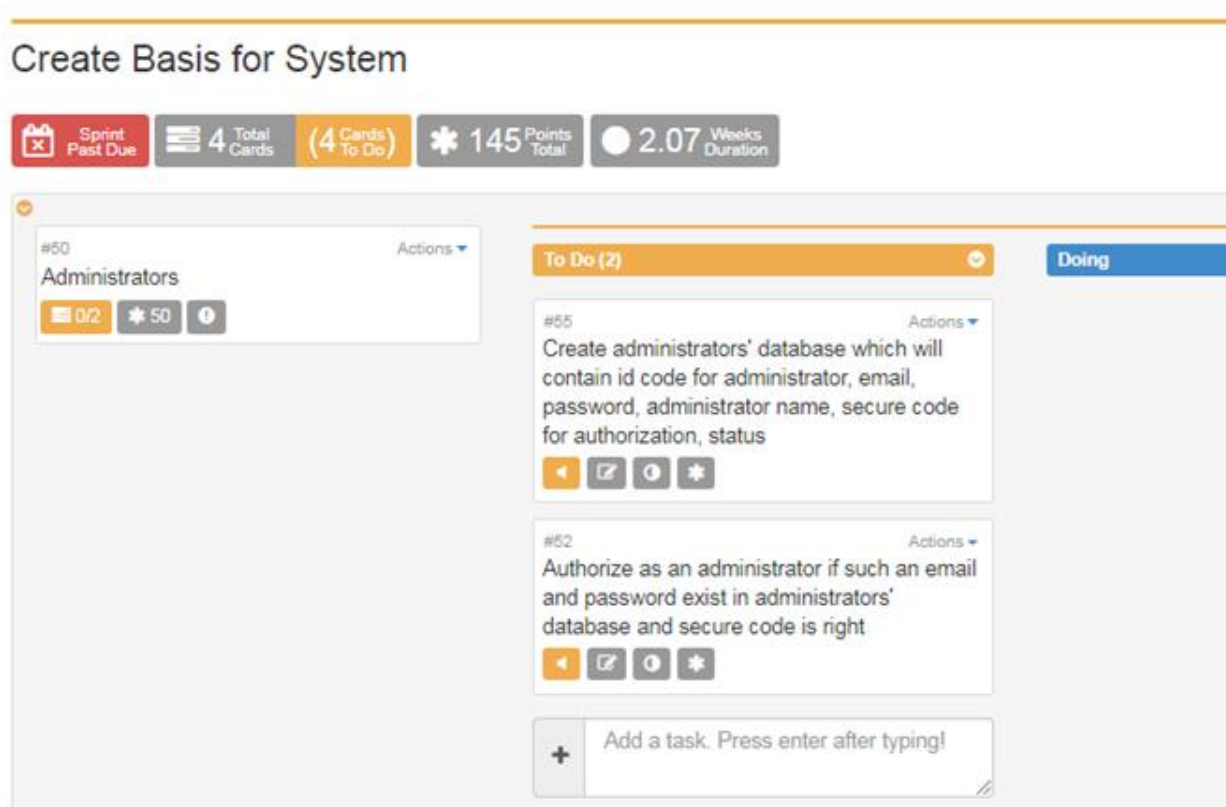 Create Basis for System
Sprint Past Due
4 Total Cards
(4 Cards To Do)
145 Points Total
2.07 Weeks Duration
#50
Actions
Administrators
0/2
50
To Do (2)
Doing
#55
Actions
Create administrators' database which will
contain id code for administrator, email,
password, administrator name, secure code
for authorization, status
#52
Actions
Authorize as an administrator if such an email
and password exist in administrators'
database and secure code is right
Add a task. Press enter after typing!